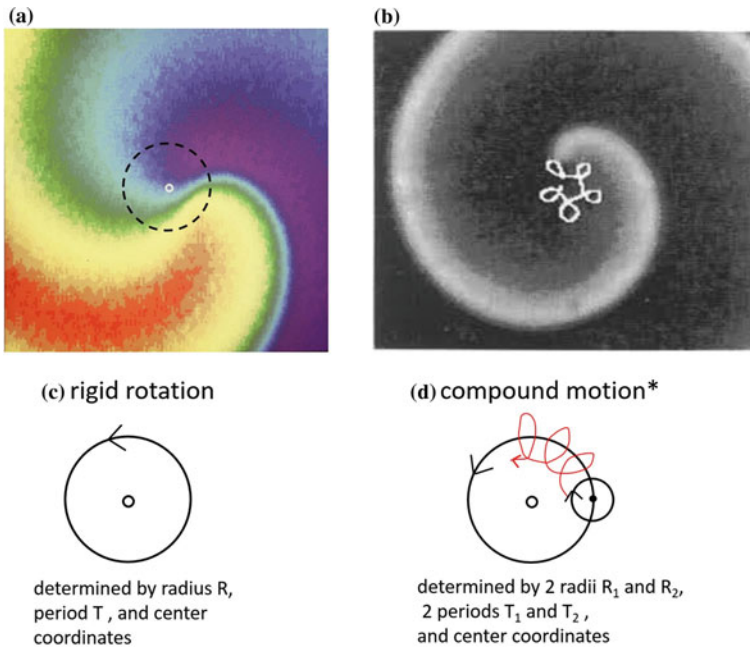 (a)
(b)
(c) rigid rotation
(d) compound motion*
determined by radius R,
period T , and center
coordinates
determined by 2 radii R₁ and R₂,
2 periods T₁ and T₂ ,
and center coordinates